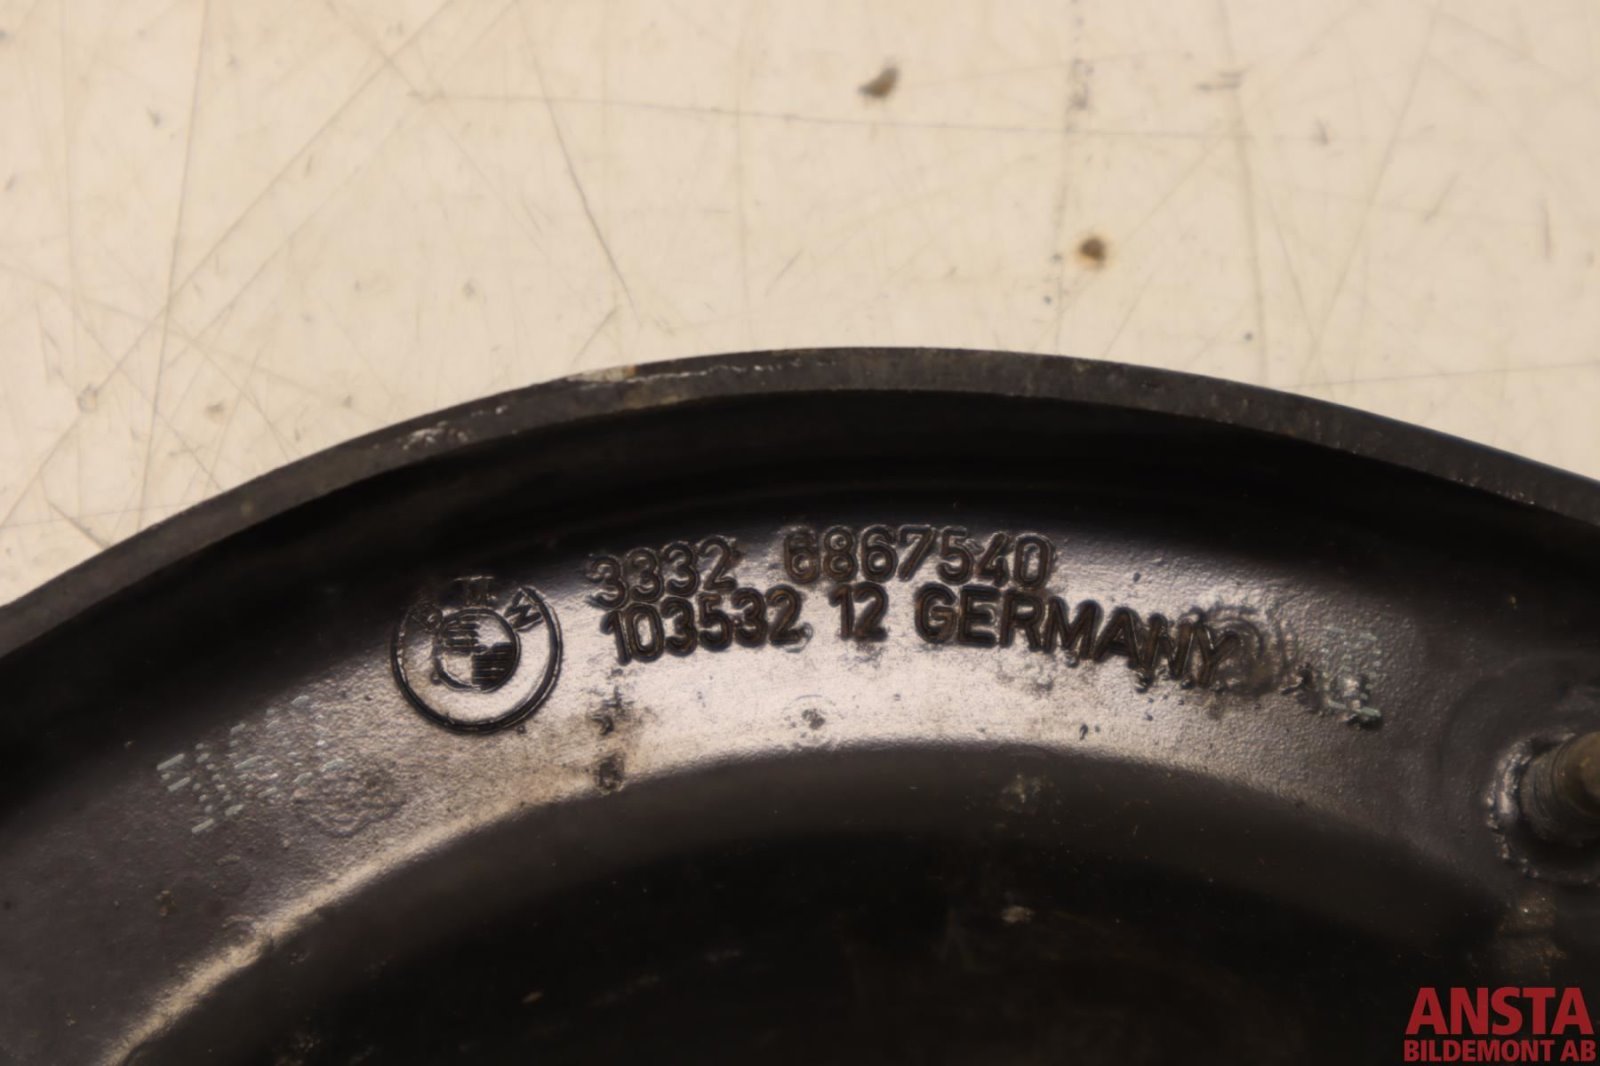 BMW
3332 6867540
103532 12 GERMANY
ANSTA
BILDEMONT AB